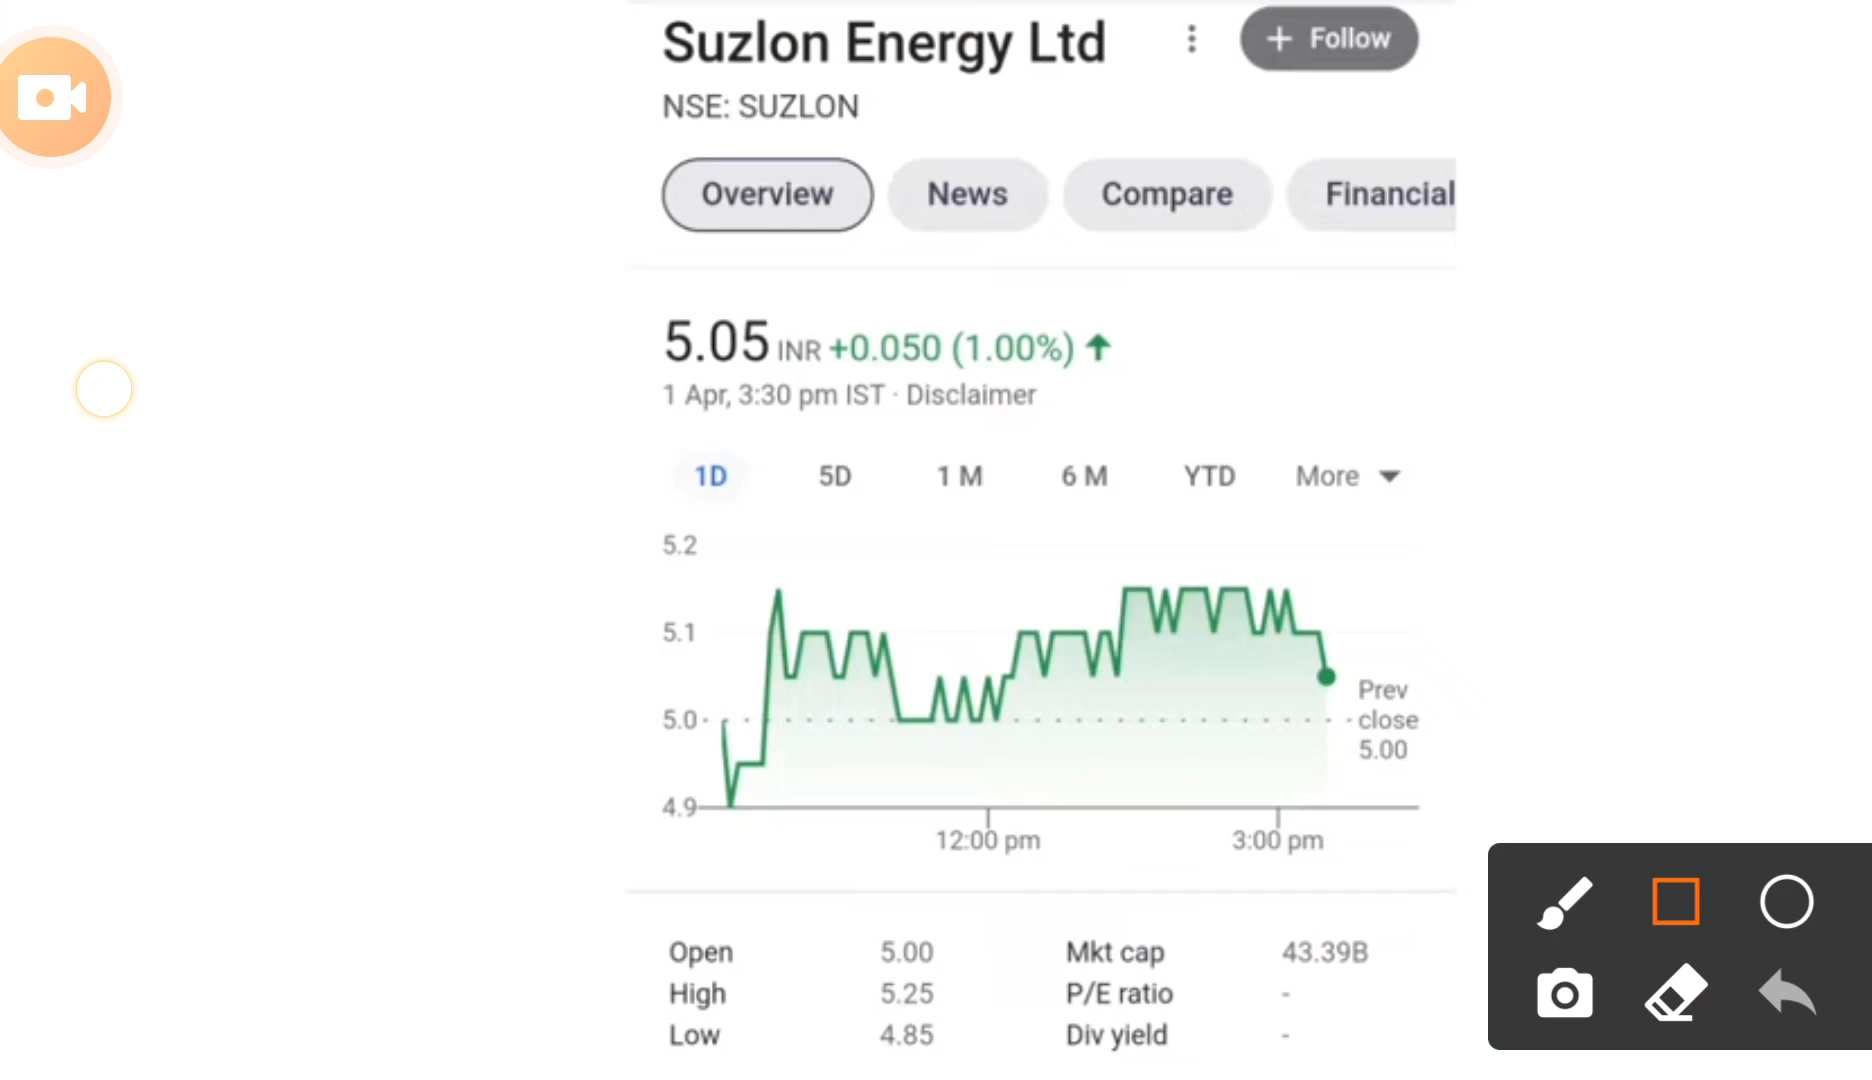 Suzlon Energy Ltd
+ Follow
NSE: SUZLON
Overview News Compare Financial
5.05 INR +0.050 (1.00%)
1 Apr, 3:30 pm IST · Disclaimer
1D 5D 1 M 6 M YTD More
5.2
5.1
5.0
4.9
Prev
close
5.00
12:00 pm 3:00 pm
Open 5.00 Mkt cap 43.39B
High 5.25 P/E ratio -
Low 4.85 Div yield -